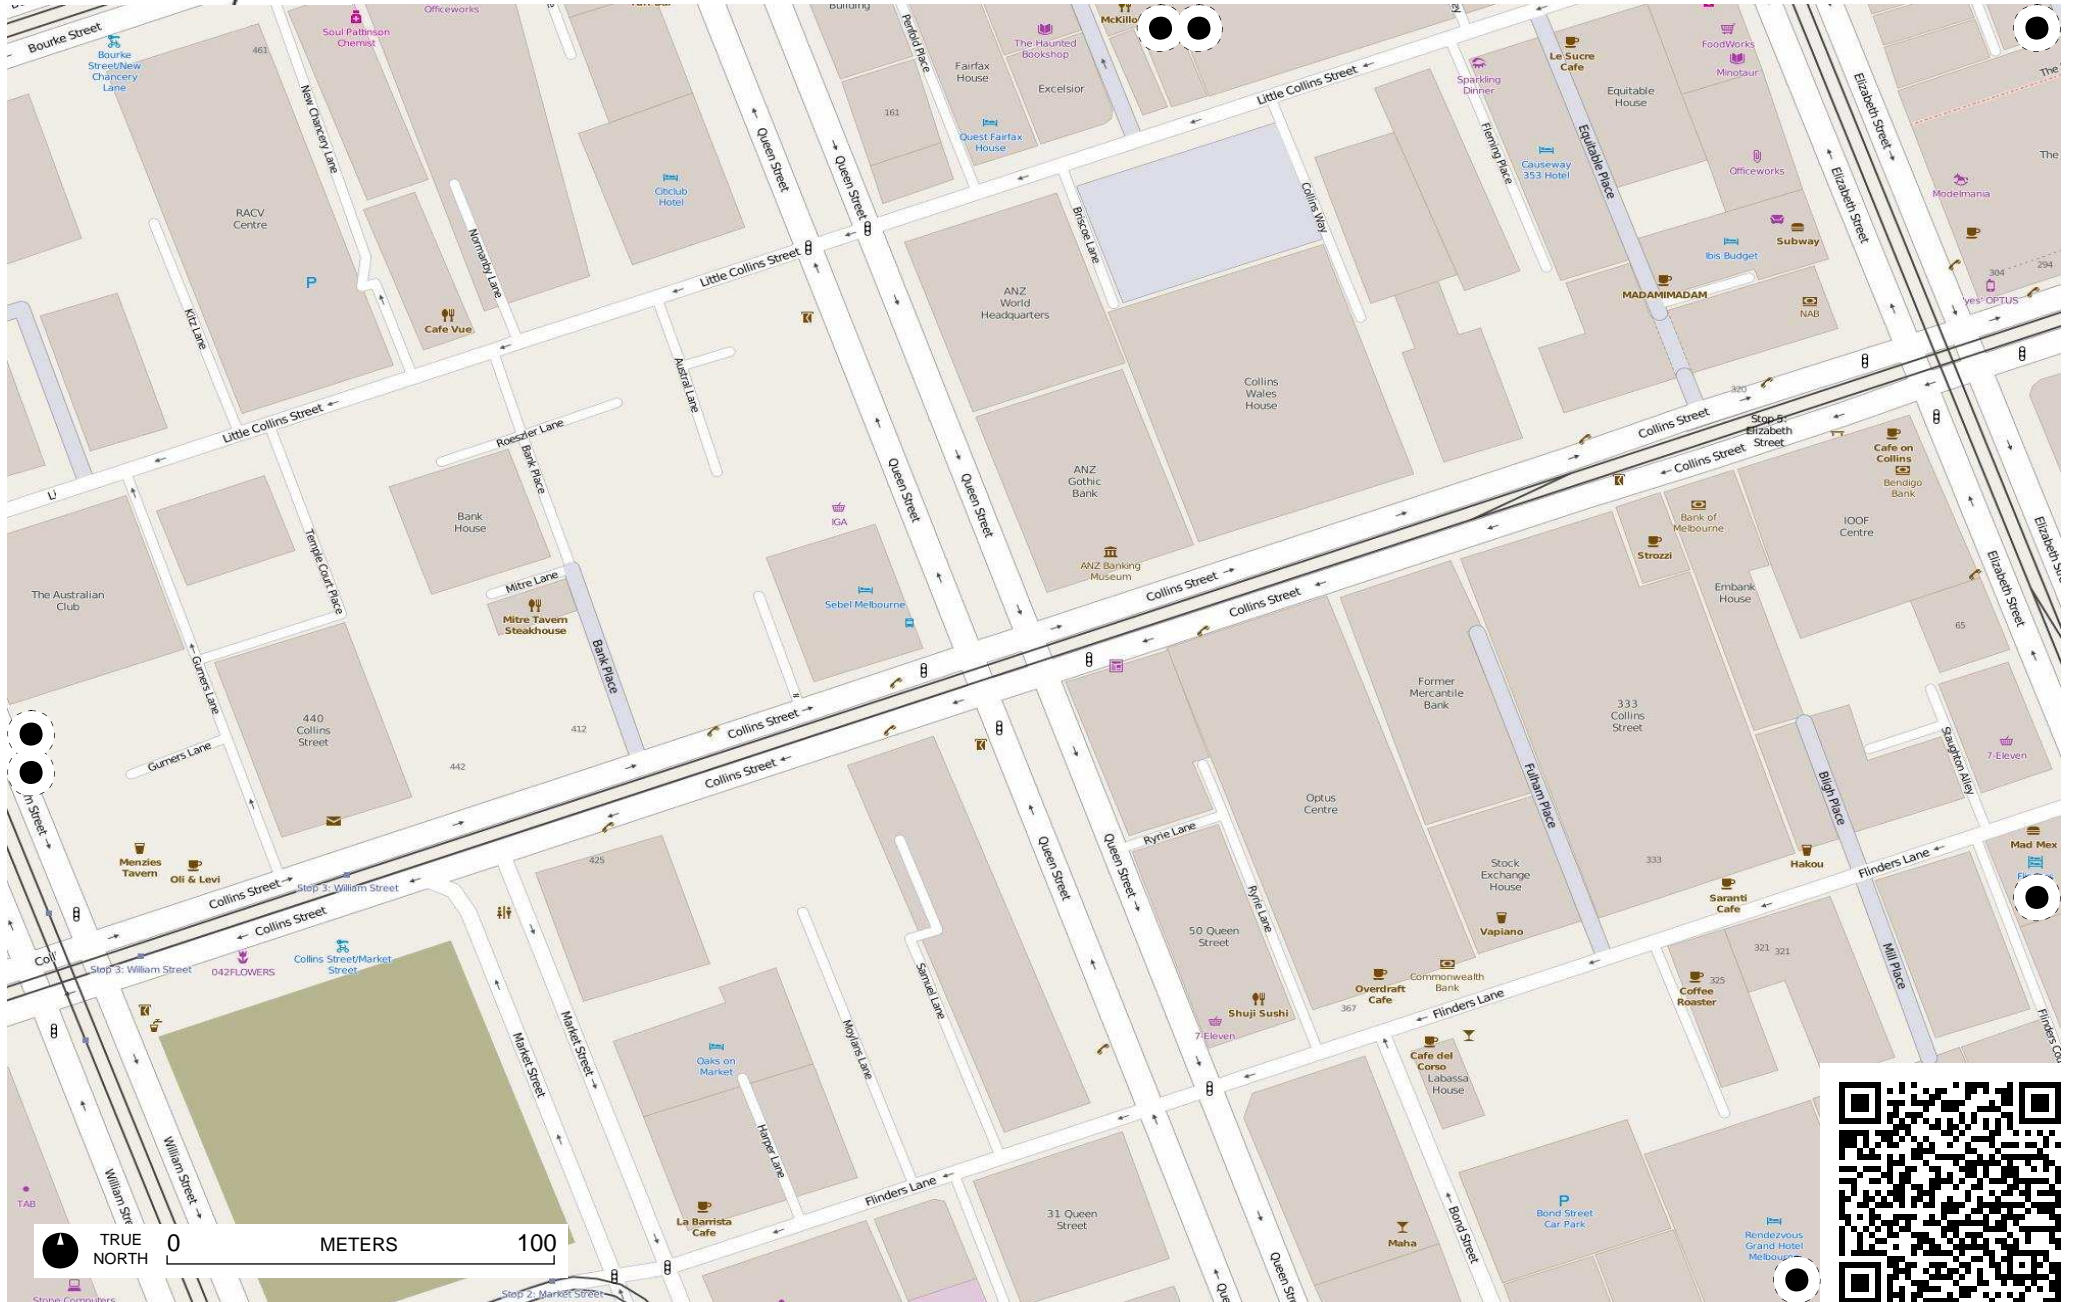 Bourke Street
Bourke
Street/New
Chancery
Lane
461
Soul Pattinson
Chemist
Officeworks
New Chancery Lane
RACV
Centre
P
Kitz Lane
Normanby Lane
Cafe Vue
Citiclub
Hotel
Queen Street
Queen Street
Building
161
Penfold Place
Fairfax
House
The Haunted
Bookshop
Excelsior
Quest Fairfax
House
Little Collins Street
Sparkling
Dinner
Le Sucre
Cafe
Equitable
House
FoodWorks
Minotaur
Officeworks
Fleming Place
Causeway
353 Hotel
Equitable Place
Elizabeth Street
Elizabeth Street
The
The
Modelmania
Subway
Ibis Budget
MADAMIMADAM
NAB
304
294
'yes' OPTUS
Briscoe Lane
Collins Way
ANZ
World
Headquarters
Collins
Wales
House
Little Collins Street
Austral Lane
Little Collins Street
Li
Roeszler Lane
Bank Place
Bank
House
Mitre Lane
Mitre Tavern
Steakhouse
Bank Place
Temple Court Place
The Australian
Club
Gurners Lane
Gurners Lane
440
Collins
Street
442
412
IGA
Sebel Melbourne
Queen Street
Queen Street
ANZ
Gothic
Bank
ANZ Banking
Museum
320
Stop 5:
Elizabeth
Street
Collins Street
Collins Street
Cafe on
Collins
Bendigo
Bank
IOOF
Centre
Bank of
Melbourne
Strozzi
Embank
House
65
Elizabeth Street
Elizabeth Str
Collins Street
Collins Street
Collins Street
Collins Street
Former
Mercantile
Bank
333
Collins
Street
Fulham Place
Bligh Place
Staughton Alley
7-Eleven
Mad Mex
Hakou
Flinders Lane
Saranti
Cafe
333
Optus
Centre
Stock
Exchange
House
Vapiano
Ryrie Lane
Ryrie Lane
50 Queen
Street
Shuji Sushi
7-Eleven
Queen Street
Queen Street
Overdraft
Cafe
Commonwealth
Bank
367
Flinders Lane
Cafe del
Corso
Labassa
House
321
321
325
Coffee
Roaster
Mill Place
Menzies
Tavern
Oli & Levi
Collins Street
Stop 3: William Street
Collins Street
Stop 3: William Street
042FLOWERS
Collins Street/Market
Street
425
Market Street
Market Street
Oaks on
Market
Harper Lane
Moylans Lane
Samuel Lane
La Barrista
Cafe
Flinders Lane
31 Queen
Street
Maha
Bond Street
P
Bond Street
Car Park
Rendezvous
Grand Hotel
Melbourne
William Street
TAB
TRUE
NORTH
0
METERS
100
Stop 2: Market Street
Queen Str